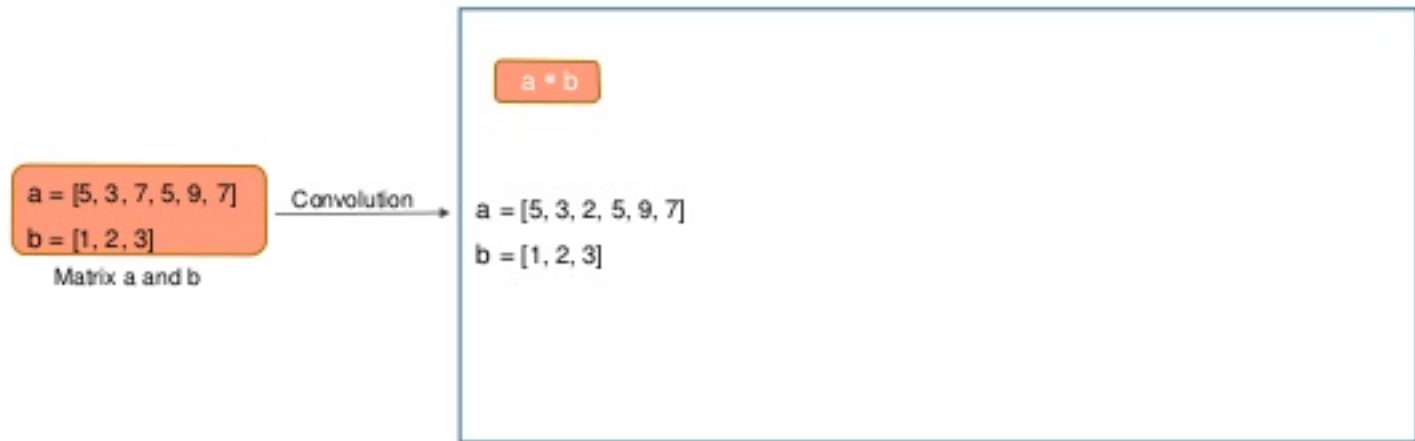 a * b
a = [5, 3, 7, 5, 9, 7]
b = [1, 2, 3]
Matrix a and b
Convolution
a = [5, 3, 2, 5, 9, 7]
b = [1, 2, 3]